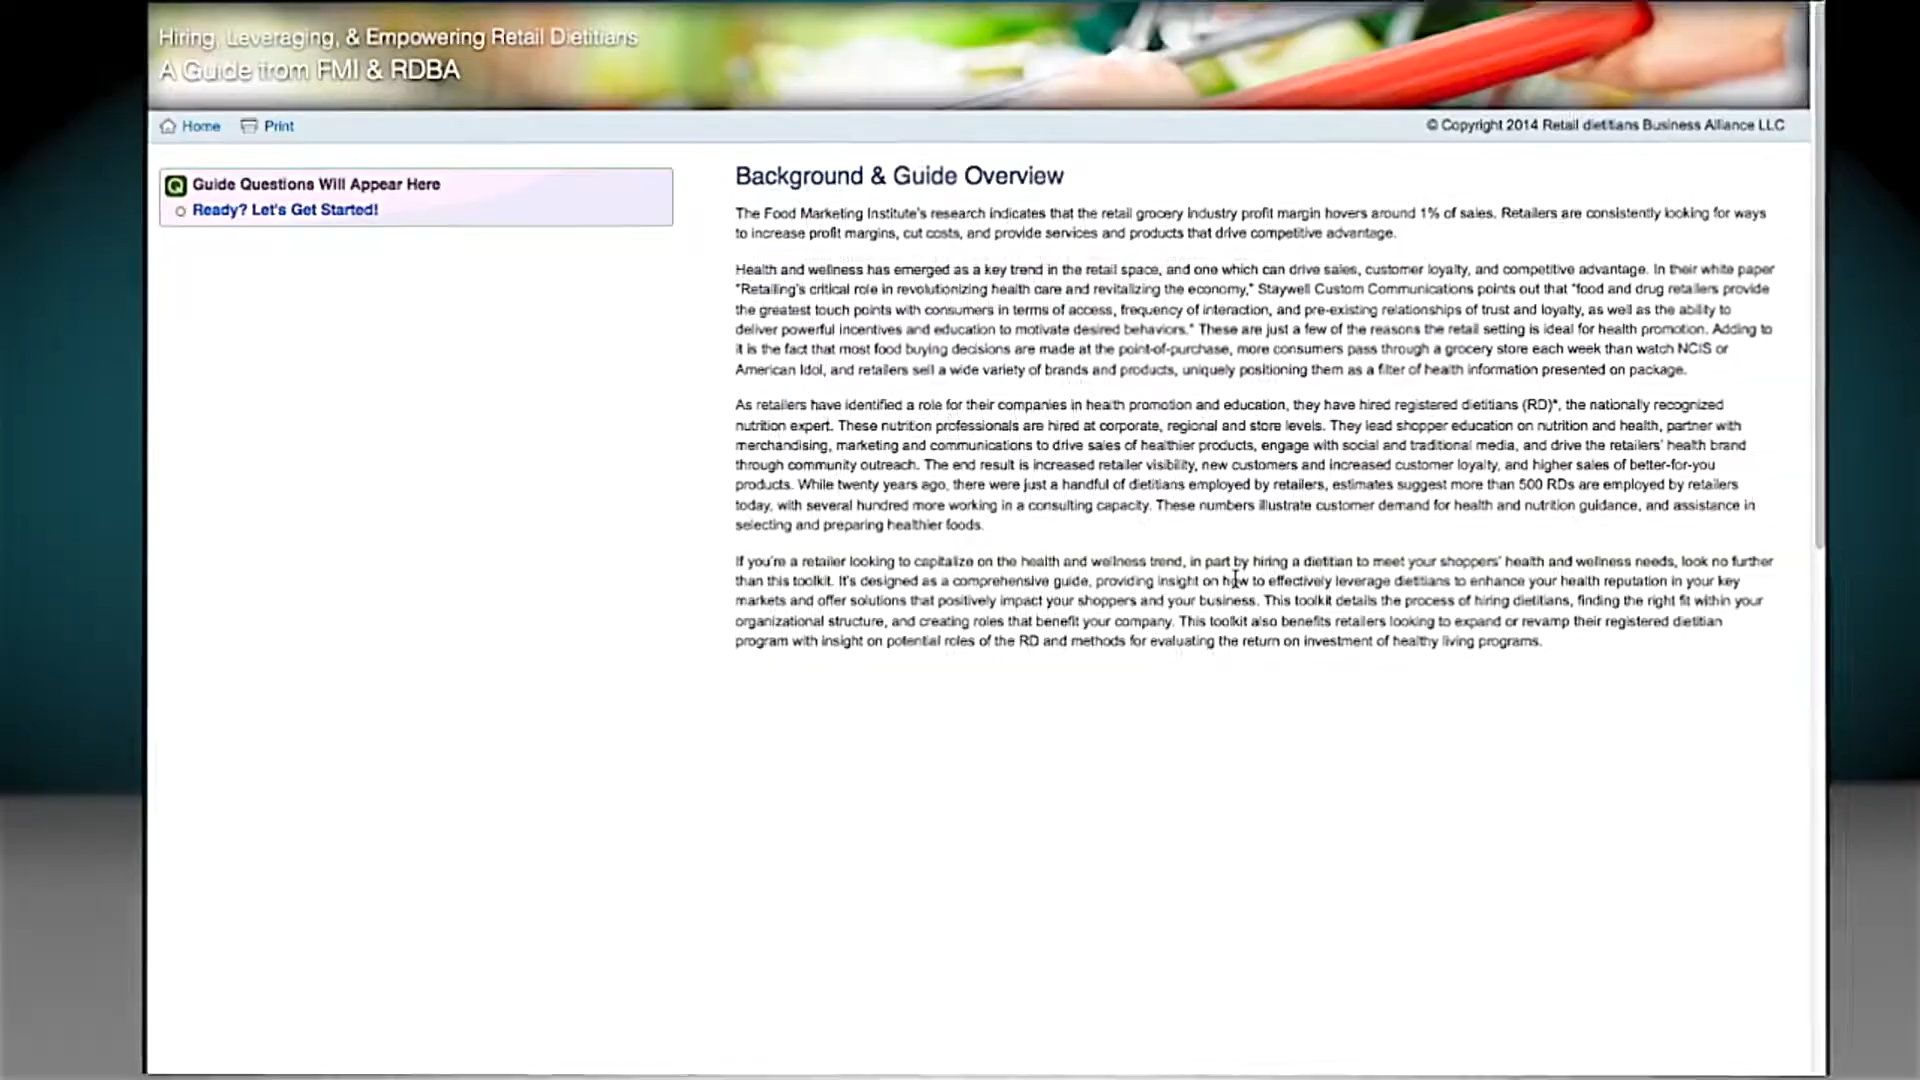 Hiring, Leveraging, & Empowering Retail Dietitians
A Guide from FMI & RDBA
Home Print © Copyright 2014 Retail dietitians Business Alliance LLC
Guide Questions Will Appear Here
Ready? Let's Get Started!
Background & Guide Overview
The Food Marketing Institute's research indicates that the retail grocery industry profit margin hovers around 1% of sales. Retailers are consistently looking for ways
to increase profit margins, cut costs, and provide services and products that drive competitive advantage.
Health and wellness has emerged as a key trend in the retail space, and one which can drive sales, customer loyalty, and competitive advantage. In their white paper
"Retailing's critical role in revolutionizing health care and revitalizing the economy," Staywell Custom Communications points out that "food and drug retailers provide
the greatest touch points with consumers in terms of access, frequency of interaction, and pre-existing relationships of trust and loyalty, as well as the ability to
deliver powerful incentives and education to motivate desired behaviors." These are just a few of the reasons the retail setting is ideal for health promotion. Adding to
it is the fact that most food buying decisions are made at the point-of-purchase, more consumers pass through a grocery store each week than watch NCIS or
American Idol, and retailers sell a wide variety of brands and products, uniquely positioning them as a filter of health information presented on package.
As retailers have identified a role for their companies in health promotion and education, they have hired registered dietitians (RD)*, the nationally recognized
nutrition expert. These nutrition professionals are hired at corporate, regional and store levels. They lead shopper education on nutrition and health, partner with
merchandising, marketing and communications to drive sales of healthier products, engage with social and traditional media, and drive the retailers' health brand
through community outreach. The end result is increased retailer visibility, new customers and increased customer loyalty, and higher sales of better-for-you
products. While twenty years ago, there were just a handful of dietitians employed by retailers, estimates suggest more than 500 RDs are employed by retailers
today, with several hundred more working in a consulting capacity. These numbers illustrate customer demand for health and nutrition guidance, and assistance in
selecting and preparing healthier foods.
If you're a retailer looking to capitalize on the health and wellness trend, in part by hiring a dietitian to meet your shoppers' health and wellness needs, look no further
than this toolkit. It's designed as a comprehensive guide, providing insight on how to effectively leverage dietitians to enhance your health reputation in your key
markets and offer solutions that positively impact your shoppers and your business. This toolkit details the process of hiring dietitians, finding the right fit within your
organizational structure, and creating roles that benefit your company. This toolkit also benefits retailers looking to expand or revamp their registered dietitian
program with insight on potential roles of the RD and methods for evaluating the return on investment of healthy living programs.